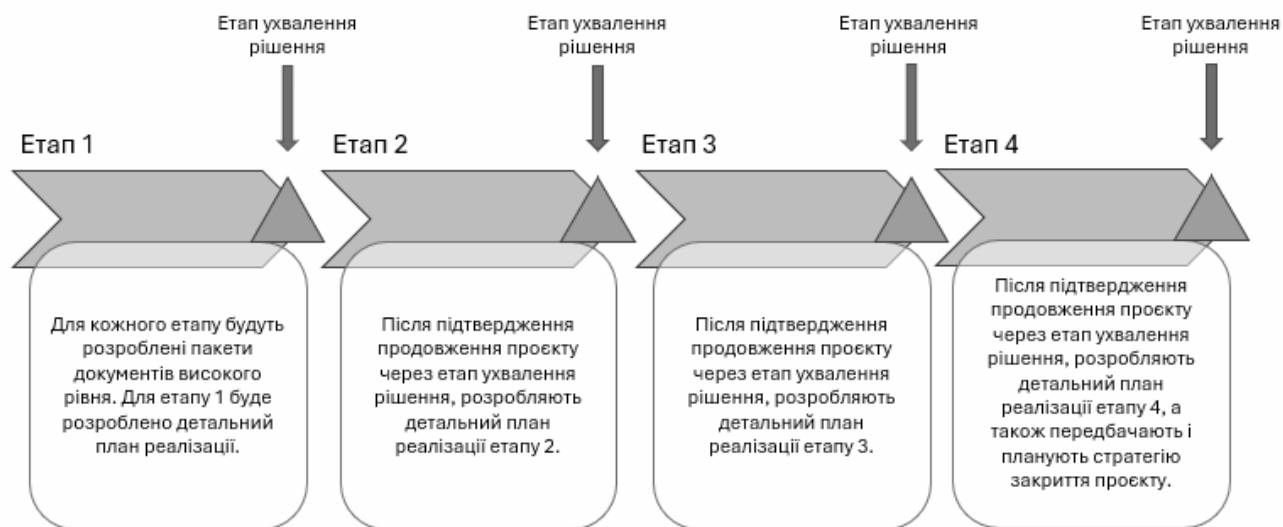 Етап ухвалення
рішення
Етап ухвалення
рішення
Етап ухвалення
рішення
Етап ухвалення
рішення
Етап 1
Етап 2
Етап 3
Етап 4
Для кожного етапу будуть
розроблені пакети
документів високого
рівня. Для етапу 1 буде
розроблено детальний
план реалізації.
Після підтвердження
продовження проєкту
через етап ухвалення
рішення, розробляють
детальний план
реалізації етапу 2.
Після підтвердження
продовження проєкту
через етап ухвалення
рішення, розробляють
детальний план
реалізації етапу 3.
Після підтвердження
продовження проєкту
через етап ухвалення
рішення, розробляють
детальний план
реалізації етапу 4, а
також передбачають і
планують стратегію
закриття проєкту.